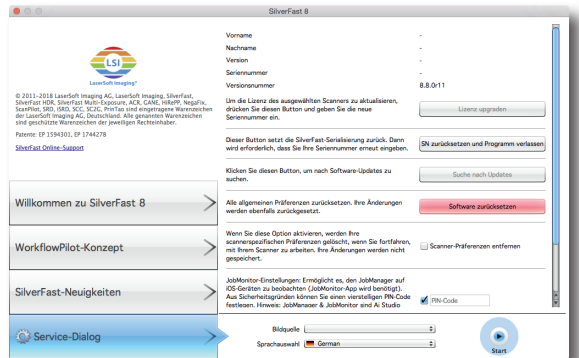 SilverFast 8
LSI
LaserSoft Imaging®
© 2011-2018 LaserSoft Imaging AG, LaserSoft Imaging, SilverFast,
SilverFast HDR, SilverFast Multi-Exposure, ACR, GANE, HiRePP, NegaFix,
ScanPilot, SRD, iSRD, SCC, SC2G, PrinTao sind eingetragene Warenzeichen
der LaserSoft Imaging AG, Deutschland. Alle genannten Warenzeichen
sind geschützte Warenzeichen der jeweiligen Rechteinhaber.
Patente: EP 1594301, EP 1744278
SilverFast Online-Support
Willkommen zu SilverFast 8
WorkflowPilot-Konzept
SilverFast-Neuigkeiten
Service-Dialog
Vorname -
Nachname -
Version -
Seriennummer -
Versionsnummer 8.8.0r11
Um die Lizenz des ausgewählten Scanners zu aktualisieren,
drücken Sie diesen Button und geben Sie die neue
Seriennummer ein.
Lizenz upgraden
Dieser Button setzt die SilverFast-Serialisierung zurück. Dann
wird erforderlich, dass Sie Ihre Seriennummer erneut eingeben.
SN zurücksetzen und Programm verlassen
Klicken Sie diesen Button, um nach Software-Updates zu
suchen.
Suche nach Updates
Alle allgemeinen Präferenzen zurücksetzen. Ihre Änderungen
werden ebenfalls zurückgesetzt.
Software zurücksetzen
Wenn Sie diese Option aktivieren, werden Ihre
scannerspezifischen Präferenzen gelöscht, wenn Sie fortfahren,
mit Ihrem Scanner zu arbeiten. Ihre Änderungen werden nicht
gespeichert.
Scanner-Präferenzen entfernen
JobMonitor-Einstellungen: Ermöglicht es, den JobManager auf
iOS-Geräten zu beobachten (JobMonitor-App wird benötigt).
Aus Sicherheitsgründen können Sie einen vierstelligen PIN-Code
festlegen. Hinweis: JobManager & JobMonitor sind Ai Studio
PIN-Code
Bildquelle
Sprachauswahl German
Start